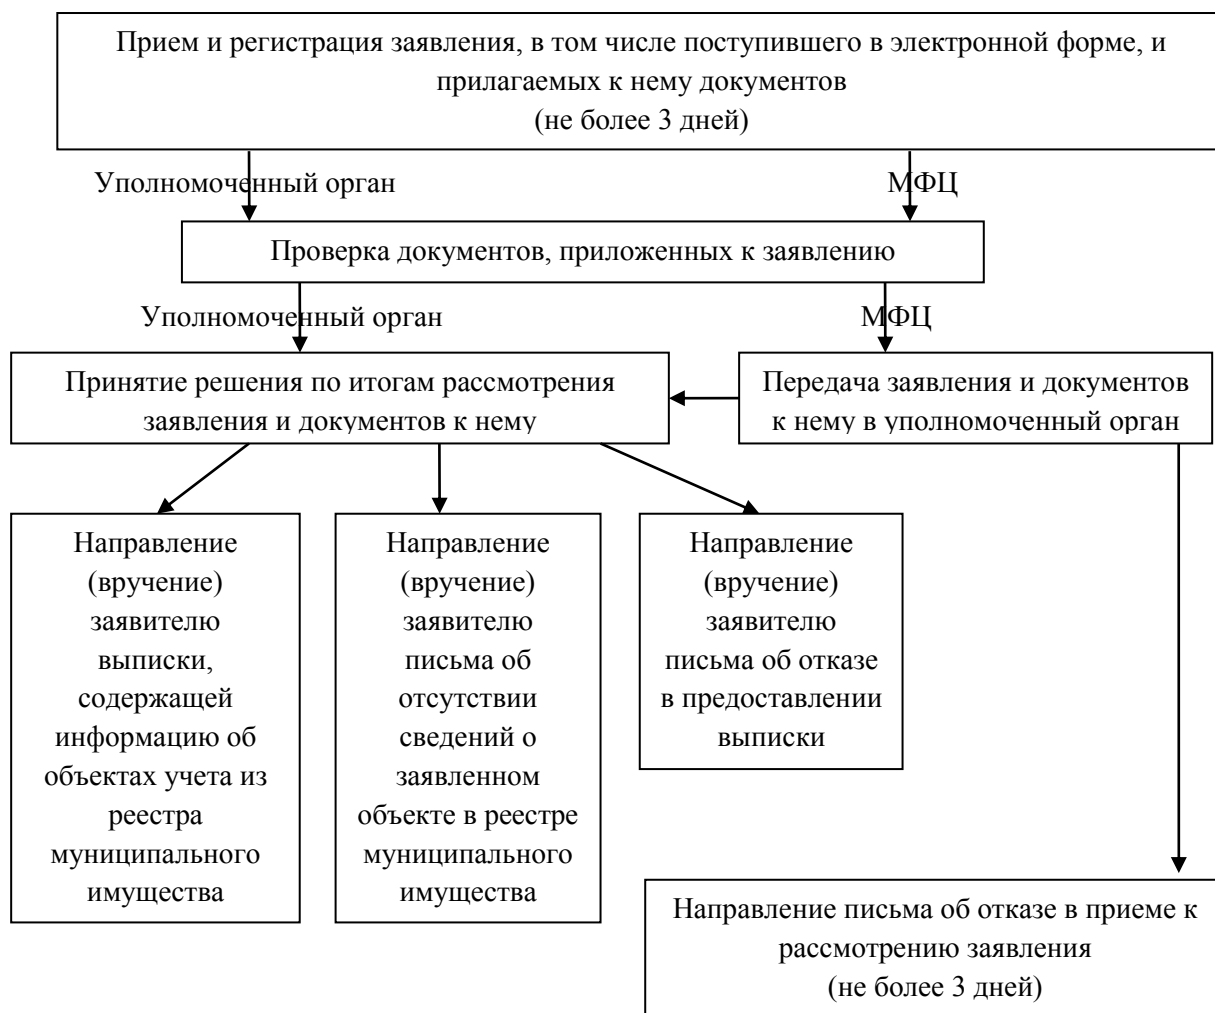 Прием и регистрация заявления, в том числе поступившего в электронной форме, и
прилагаемых к нему документов
(не более 3 дней)
Уполномоченный орган
МФЦ
Проверка документов, приложенных к заявлению
Уполномоченный орган
МФЦ
Принятие решения по итогам рассмотрения
заявления и документов к нему
Передача заявления и документов
к нему в уполномоченный орган
Направление
(вручение)
заявителю
выписки,
содержащей
информацию об
объектах учета из
реестра
муниципального
имущества
Направление
(вручение)
заявителю
письма об
отсутствии
сведений о
заявленном
объекте в реестре
муниципального
имущества
Направление
(вручение)
заявителю
письма об отказе
в предоставлении
выписки
Направление письма об отказе в приеме к
рассмотрению заявления
(не более 3 дней)